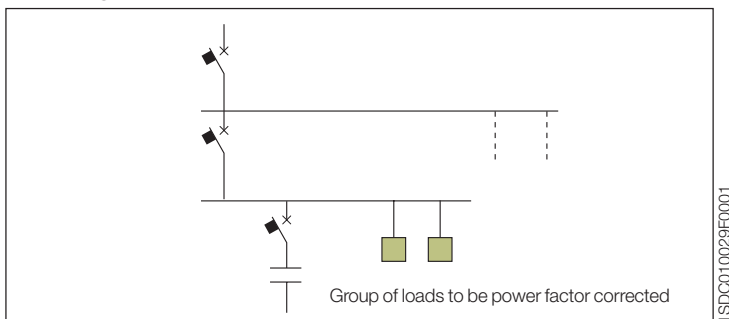 Group of loads to be power factor corrected
1SDC010029F0001